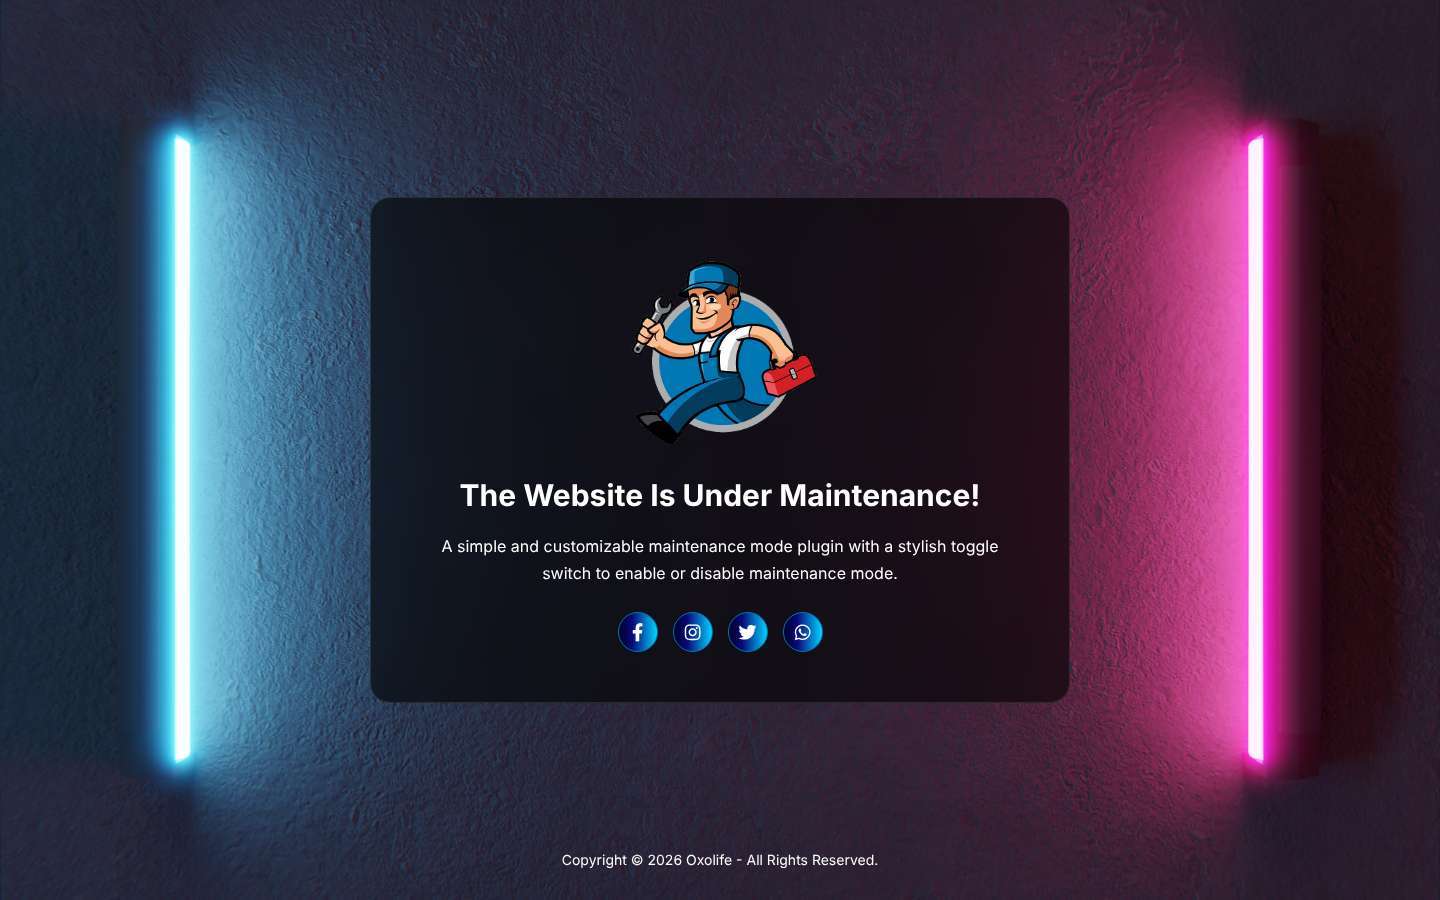 The Website Is Under Maintenance!
A simple and customizable maintenance mode plugin with a stylish toggle
switch to enable or disable maintenance mode.
Copyright © 2026 Oxolife - All Rights Reserved.